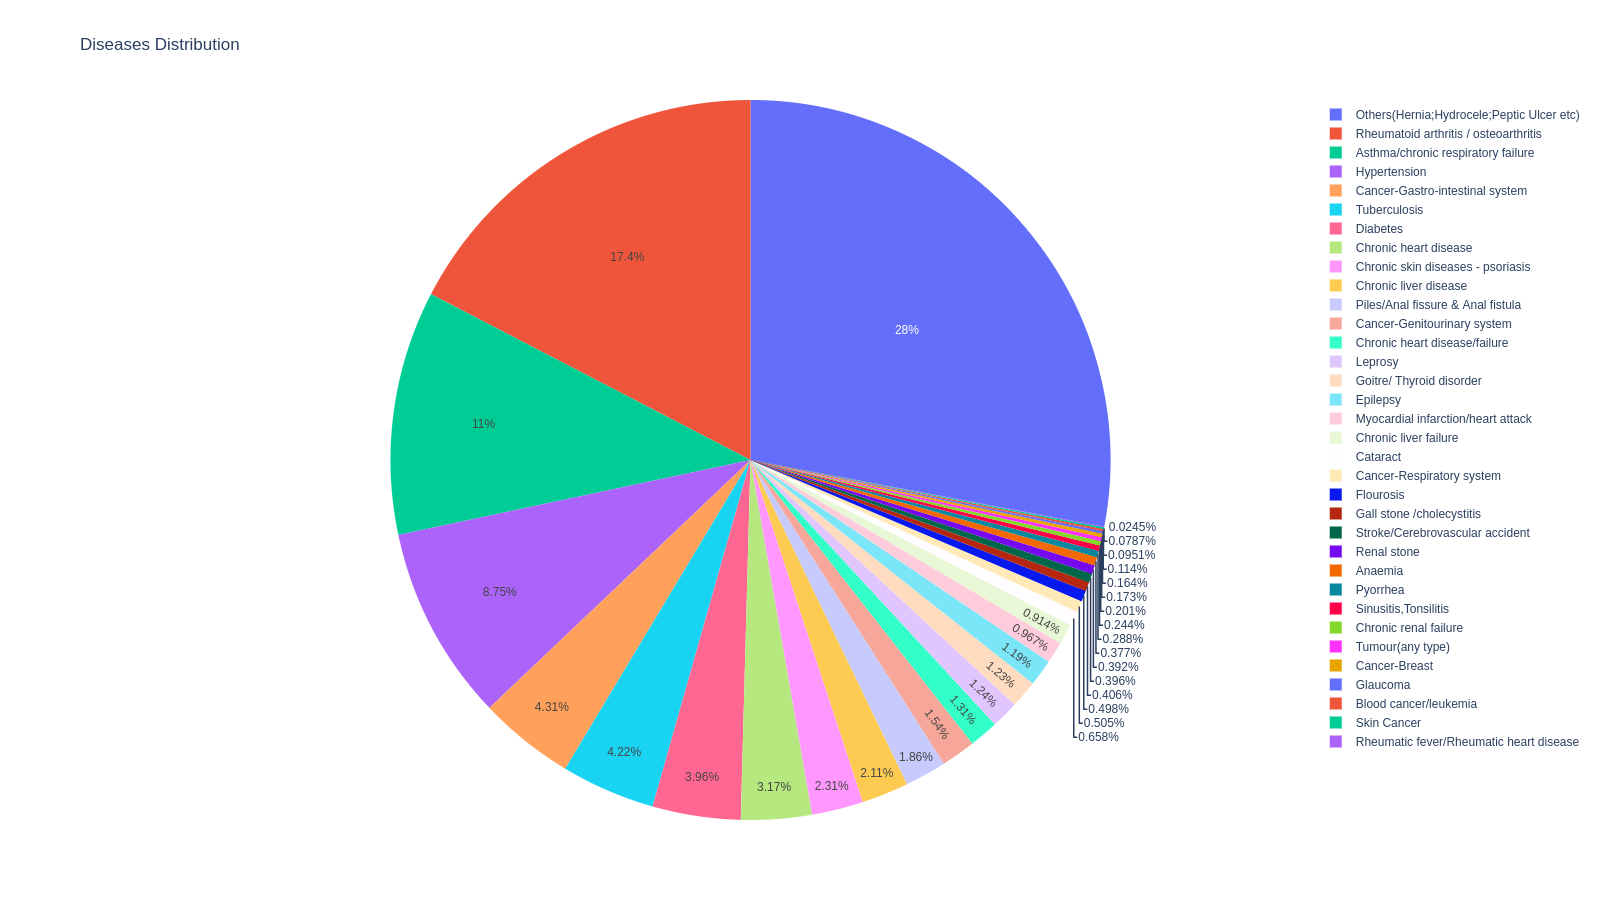 Diseases Distribution
28%
17.4%
11%
8.75%
4.31%
4.22%
3.96%
3.17%
2.31%
2.11%
1.86%
1.54%
1.31%
1.24%
1.23%
1.19%
0.967%
0.914%
0.0245%
0.0787%
0.0951%
0.114%
0.164%
0.173%
0.201%
0.244%
0.288%
0.377%
0.392%
0.396%
0.406%
0.498%
0.505%
0.658%
Others(Hernia;Hydrocele;Peptic Ulcer etc)
Rheumatoid arthritis / osteoarthritis
Asthma/chronic respiratory failure
Hypertension
Cancer-Gastro-intestinal system
Tuberculosis
Diabetes
Chronic heart disease
Chronic skin diseases - psoriasis
Chronic liver disease
Piles/Anal fissure & Anal fistula
Cancer-Genitourinary system
Chronic heart disease/failure
Leprosy
Goitre/ Thyroid disorder
Epilepsy
Myocardial infarction/heart attack
Chronic liver failure
Cataract
Cancer-Respiratory system
Flourosis
Gall stone /cholecystitis
Stroke/Cerebrovascular accident
Renal stone
Anaemia
Pyorrhea
Sinusitis,Tonsilitis
Chronic renal failure
Tumour(any type)
Cancer-Breast
Glaucoma
Blood cancer/leukemia
Skin Cancer
Rheumatic fever/Rheumatic heart disease